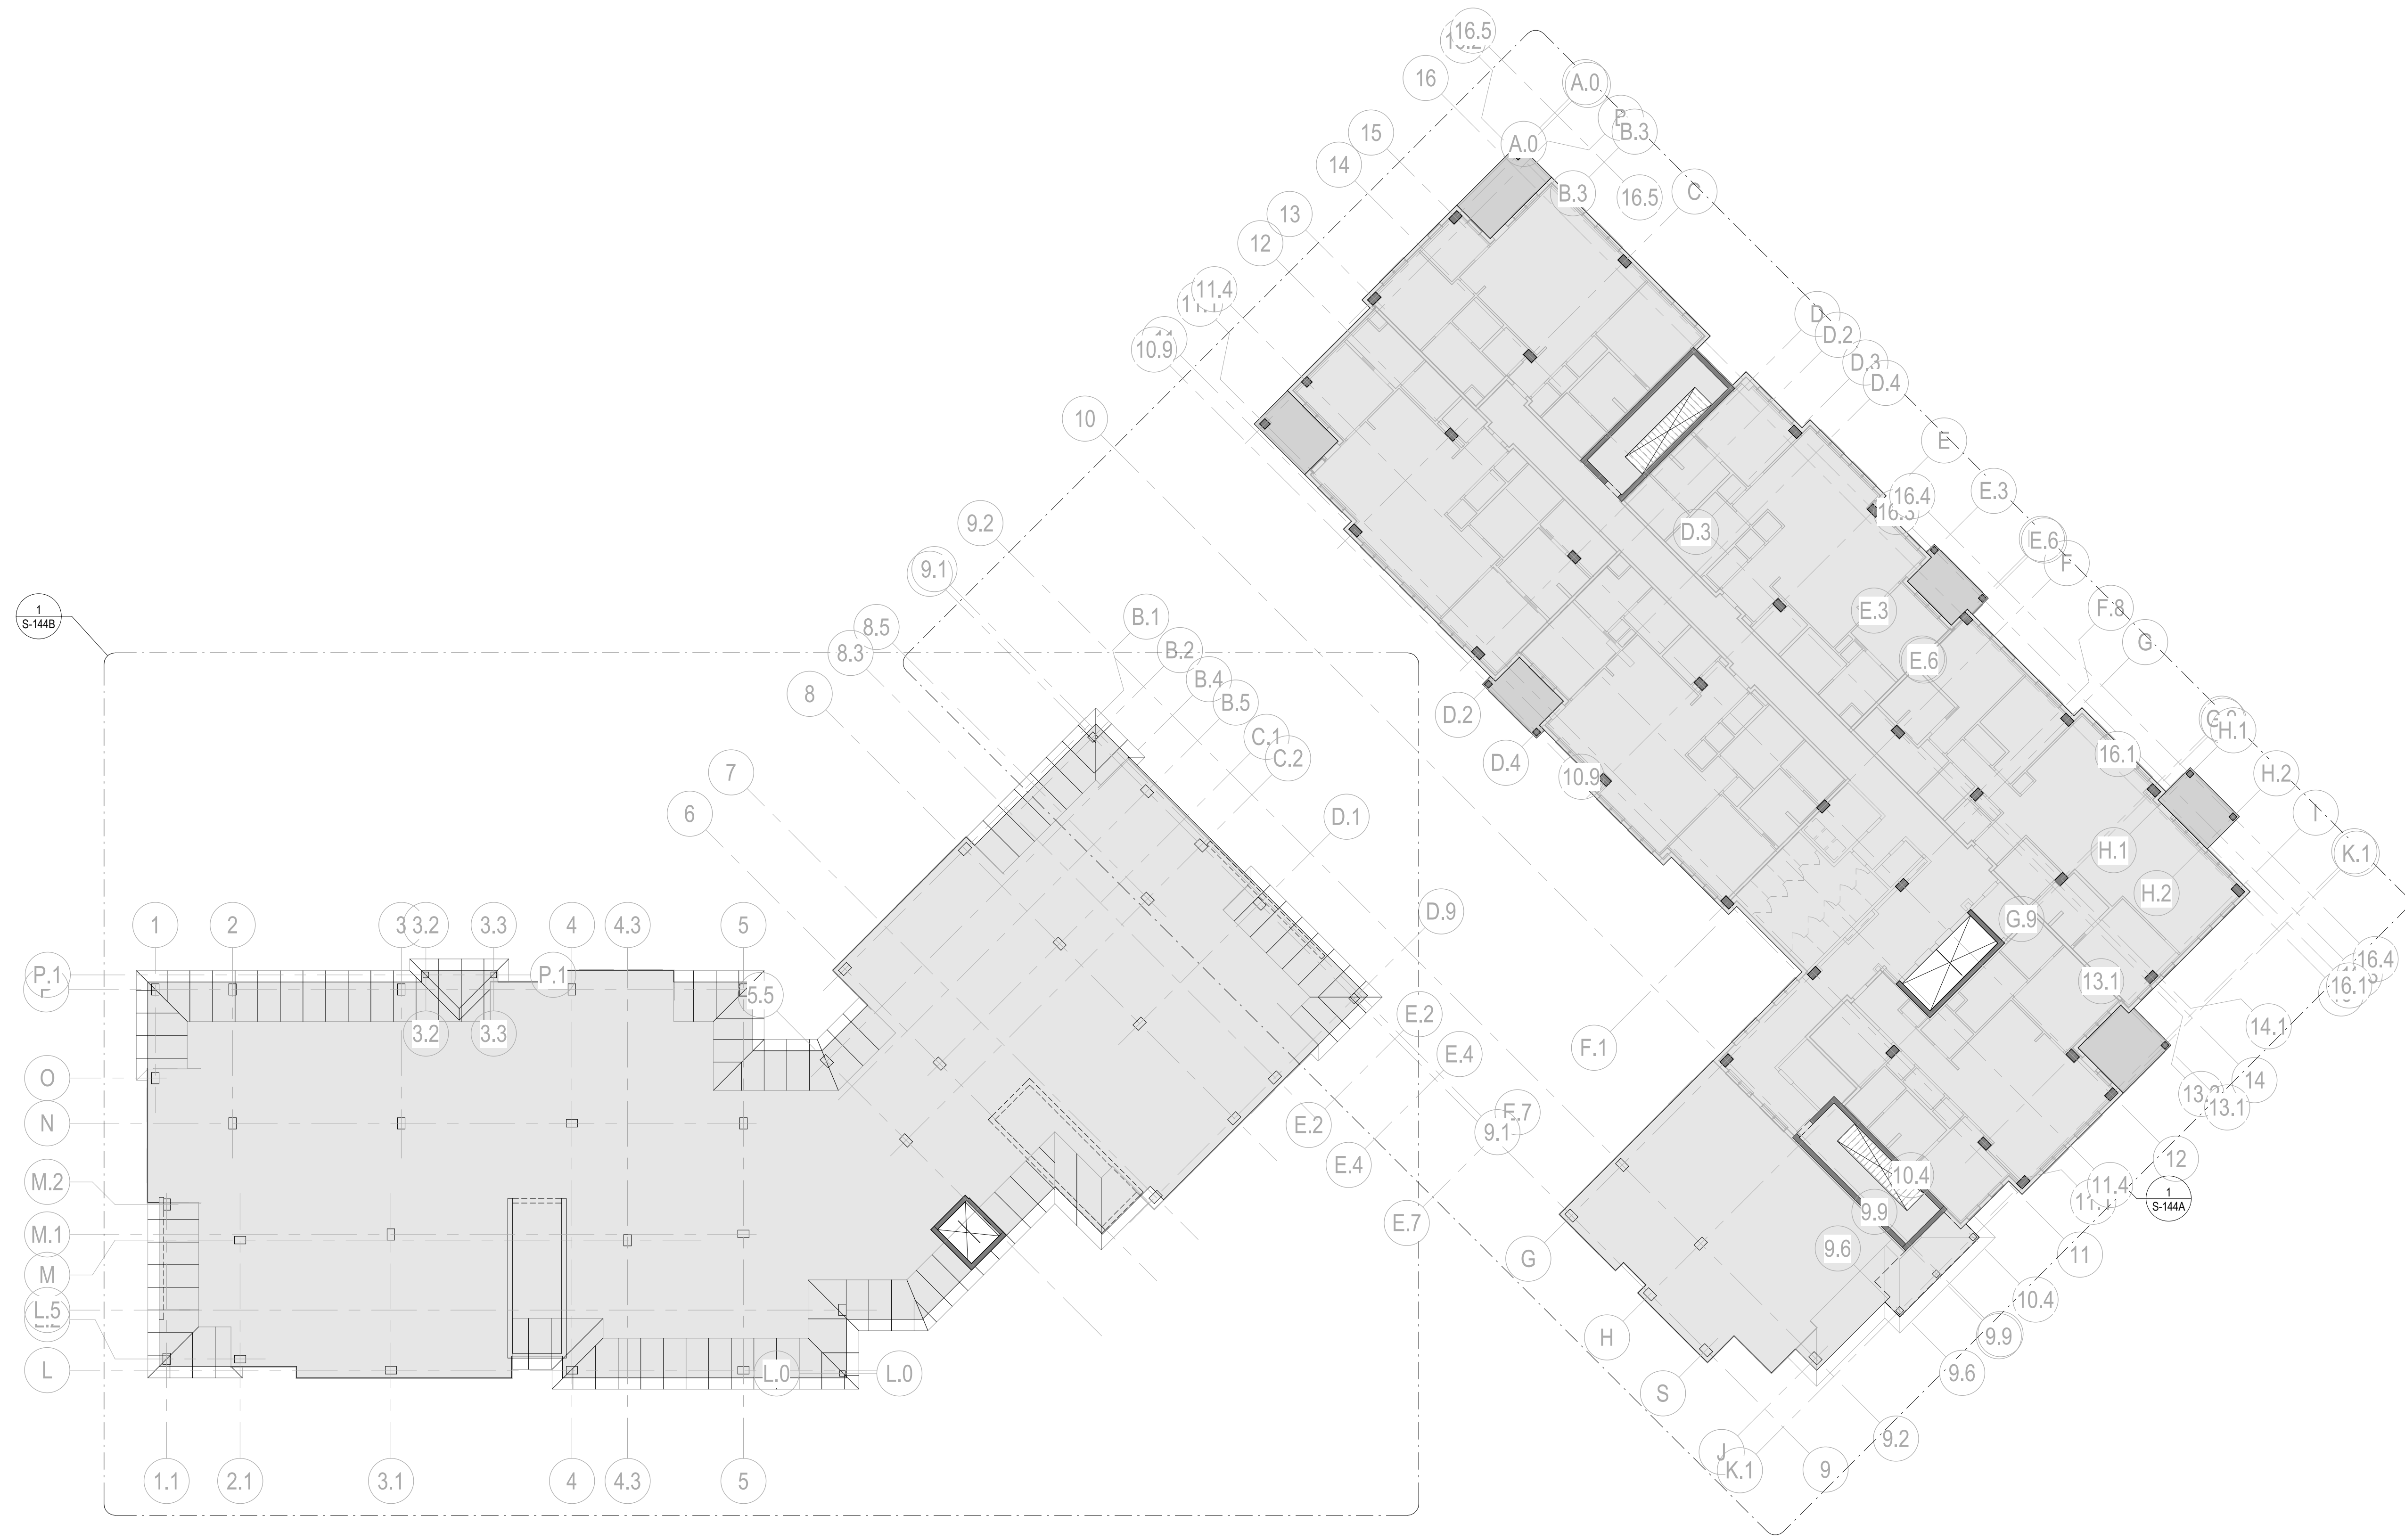 16.5
16
A.0
B.3
A.0
15
14
C
B.3
16.5
13
12
11.4
D
D.2
10.9
D.3
D.4
10
E
E.3
16.4
9.2
D.3
E.6
9.1
F
1
S-144B
B.1
E.3
F.8
8.5
B.2
G
8.3
E.6
B.4
8
B.5
D.2
H.1
C.1
16.1
C.2
D.4
7
10.9
H.2
6
D.1
I
H.1
K.1
H.2
D.9
1
2
3
3.2
3.3
4
4.3
5
G.9
16.4
P.1
P.1
13.1
16.1
5.5
E.2
14.1
3.2
3.3
F.1
E.4
O
14
N
E.2
9.1
13.1
E.4
12
M.2
10.4
11.4
1
S-144A
9.9
E.7
M.1
9.6
11
G
M
10.4
L.5
H
9.9
L
L.0
L.0
9.6
S
9.2
J
K.1
9
1.1
2.1
3.1
4
4.3
5